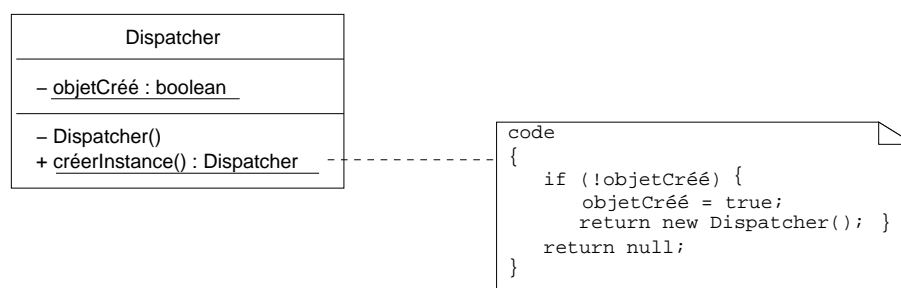 Dispatcher
– objetCréé : boolean
– Dispatcher()
+ créerInstance() : Dispatcher
code
{
if (!objetCréé) {
objetCréé = true;
return new Dispatcher(); }
return null;
}